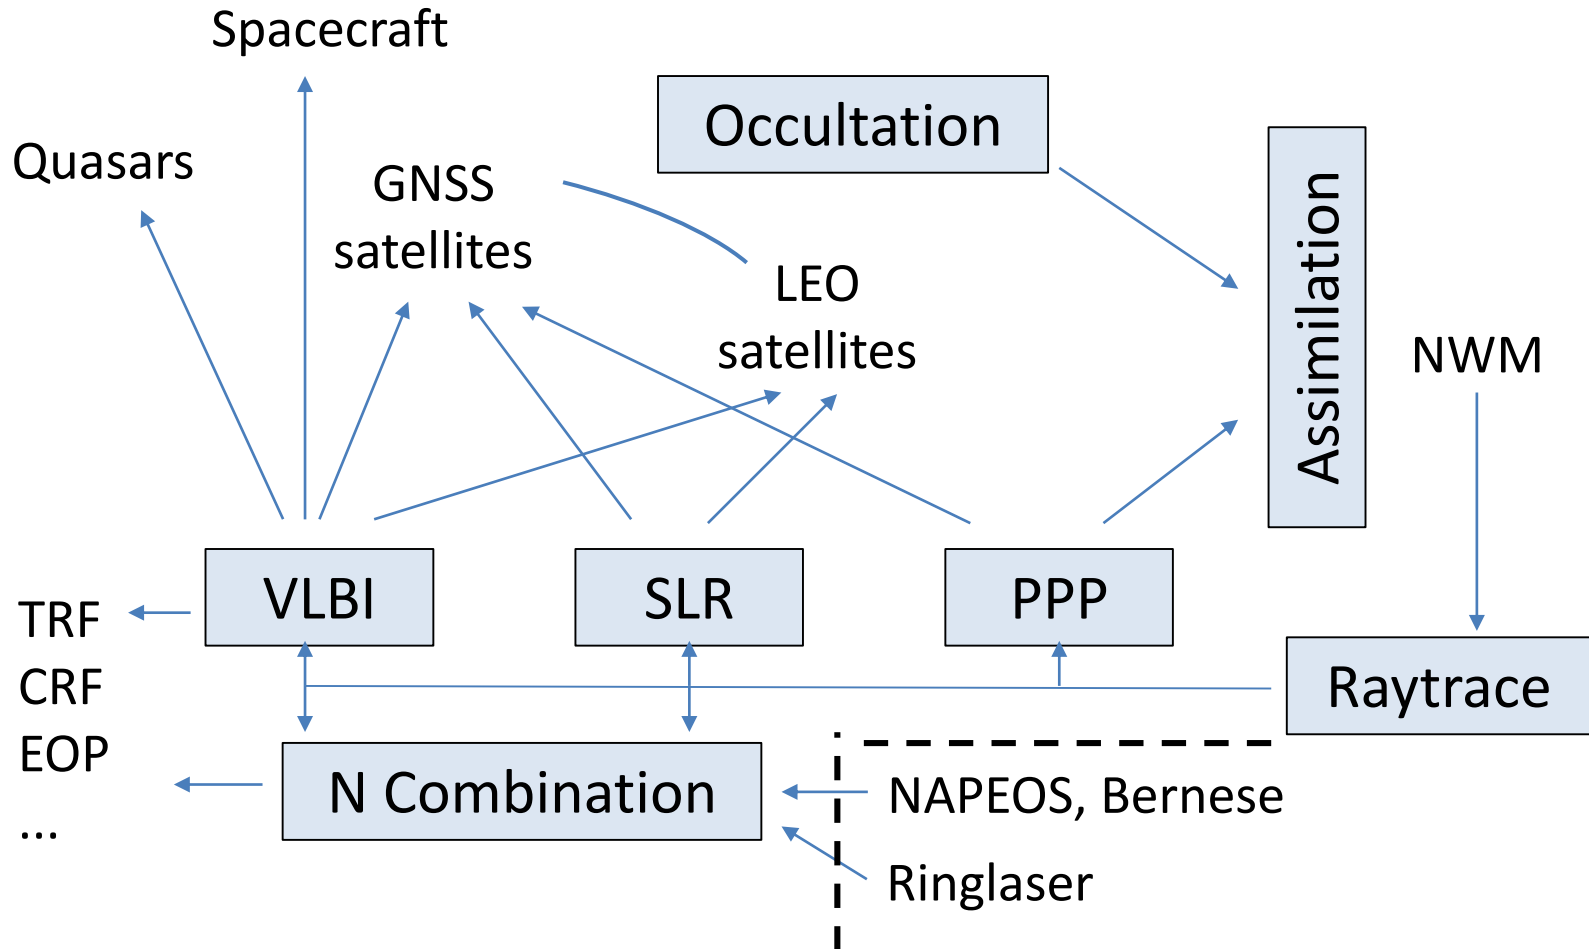 Spacecraft
Occultation
Quasars
GNSS
satellites
LEO
satellites
Assimilation
NWM
VLBI
SLR
PPP
TRF
CRF
EOP
...
Raytrace
N Combination
NAPEOS, Bernese
Ringlaser